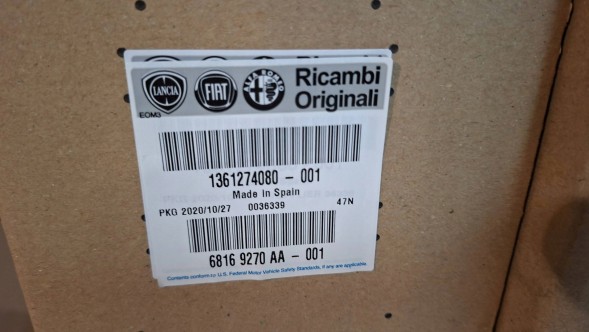 LANCIA FIAT ALFA ROMEO Ricambi
Originali
EOM3
1361274080 - 001
Made in Spain
PKG 2020/10/27 0036339 47N
6816 9270 AA - 001
Contents conform to U.S. Federal Motor Vehicle Safety Standards, if any are applicable.